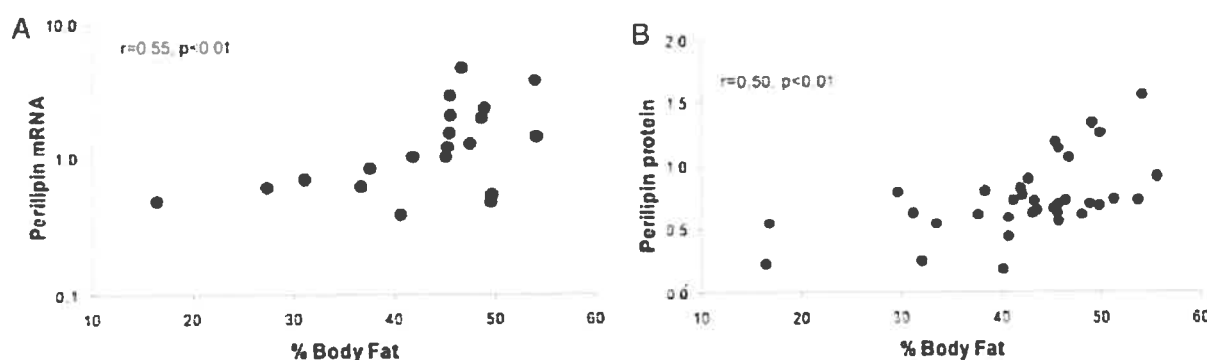 A
10.0
r=0.55, p<0.01
1.0
0.1
Perilipin mRNA
10 20 30 40 50 60
% Body Fat
B
2.0
r=0.50, p<0.01
1.5
1.0
0.5
0.0
Perilipin protein
10 20 30 40 50 60
% Body Fat